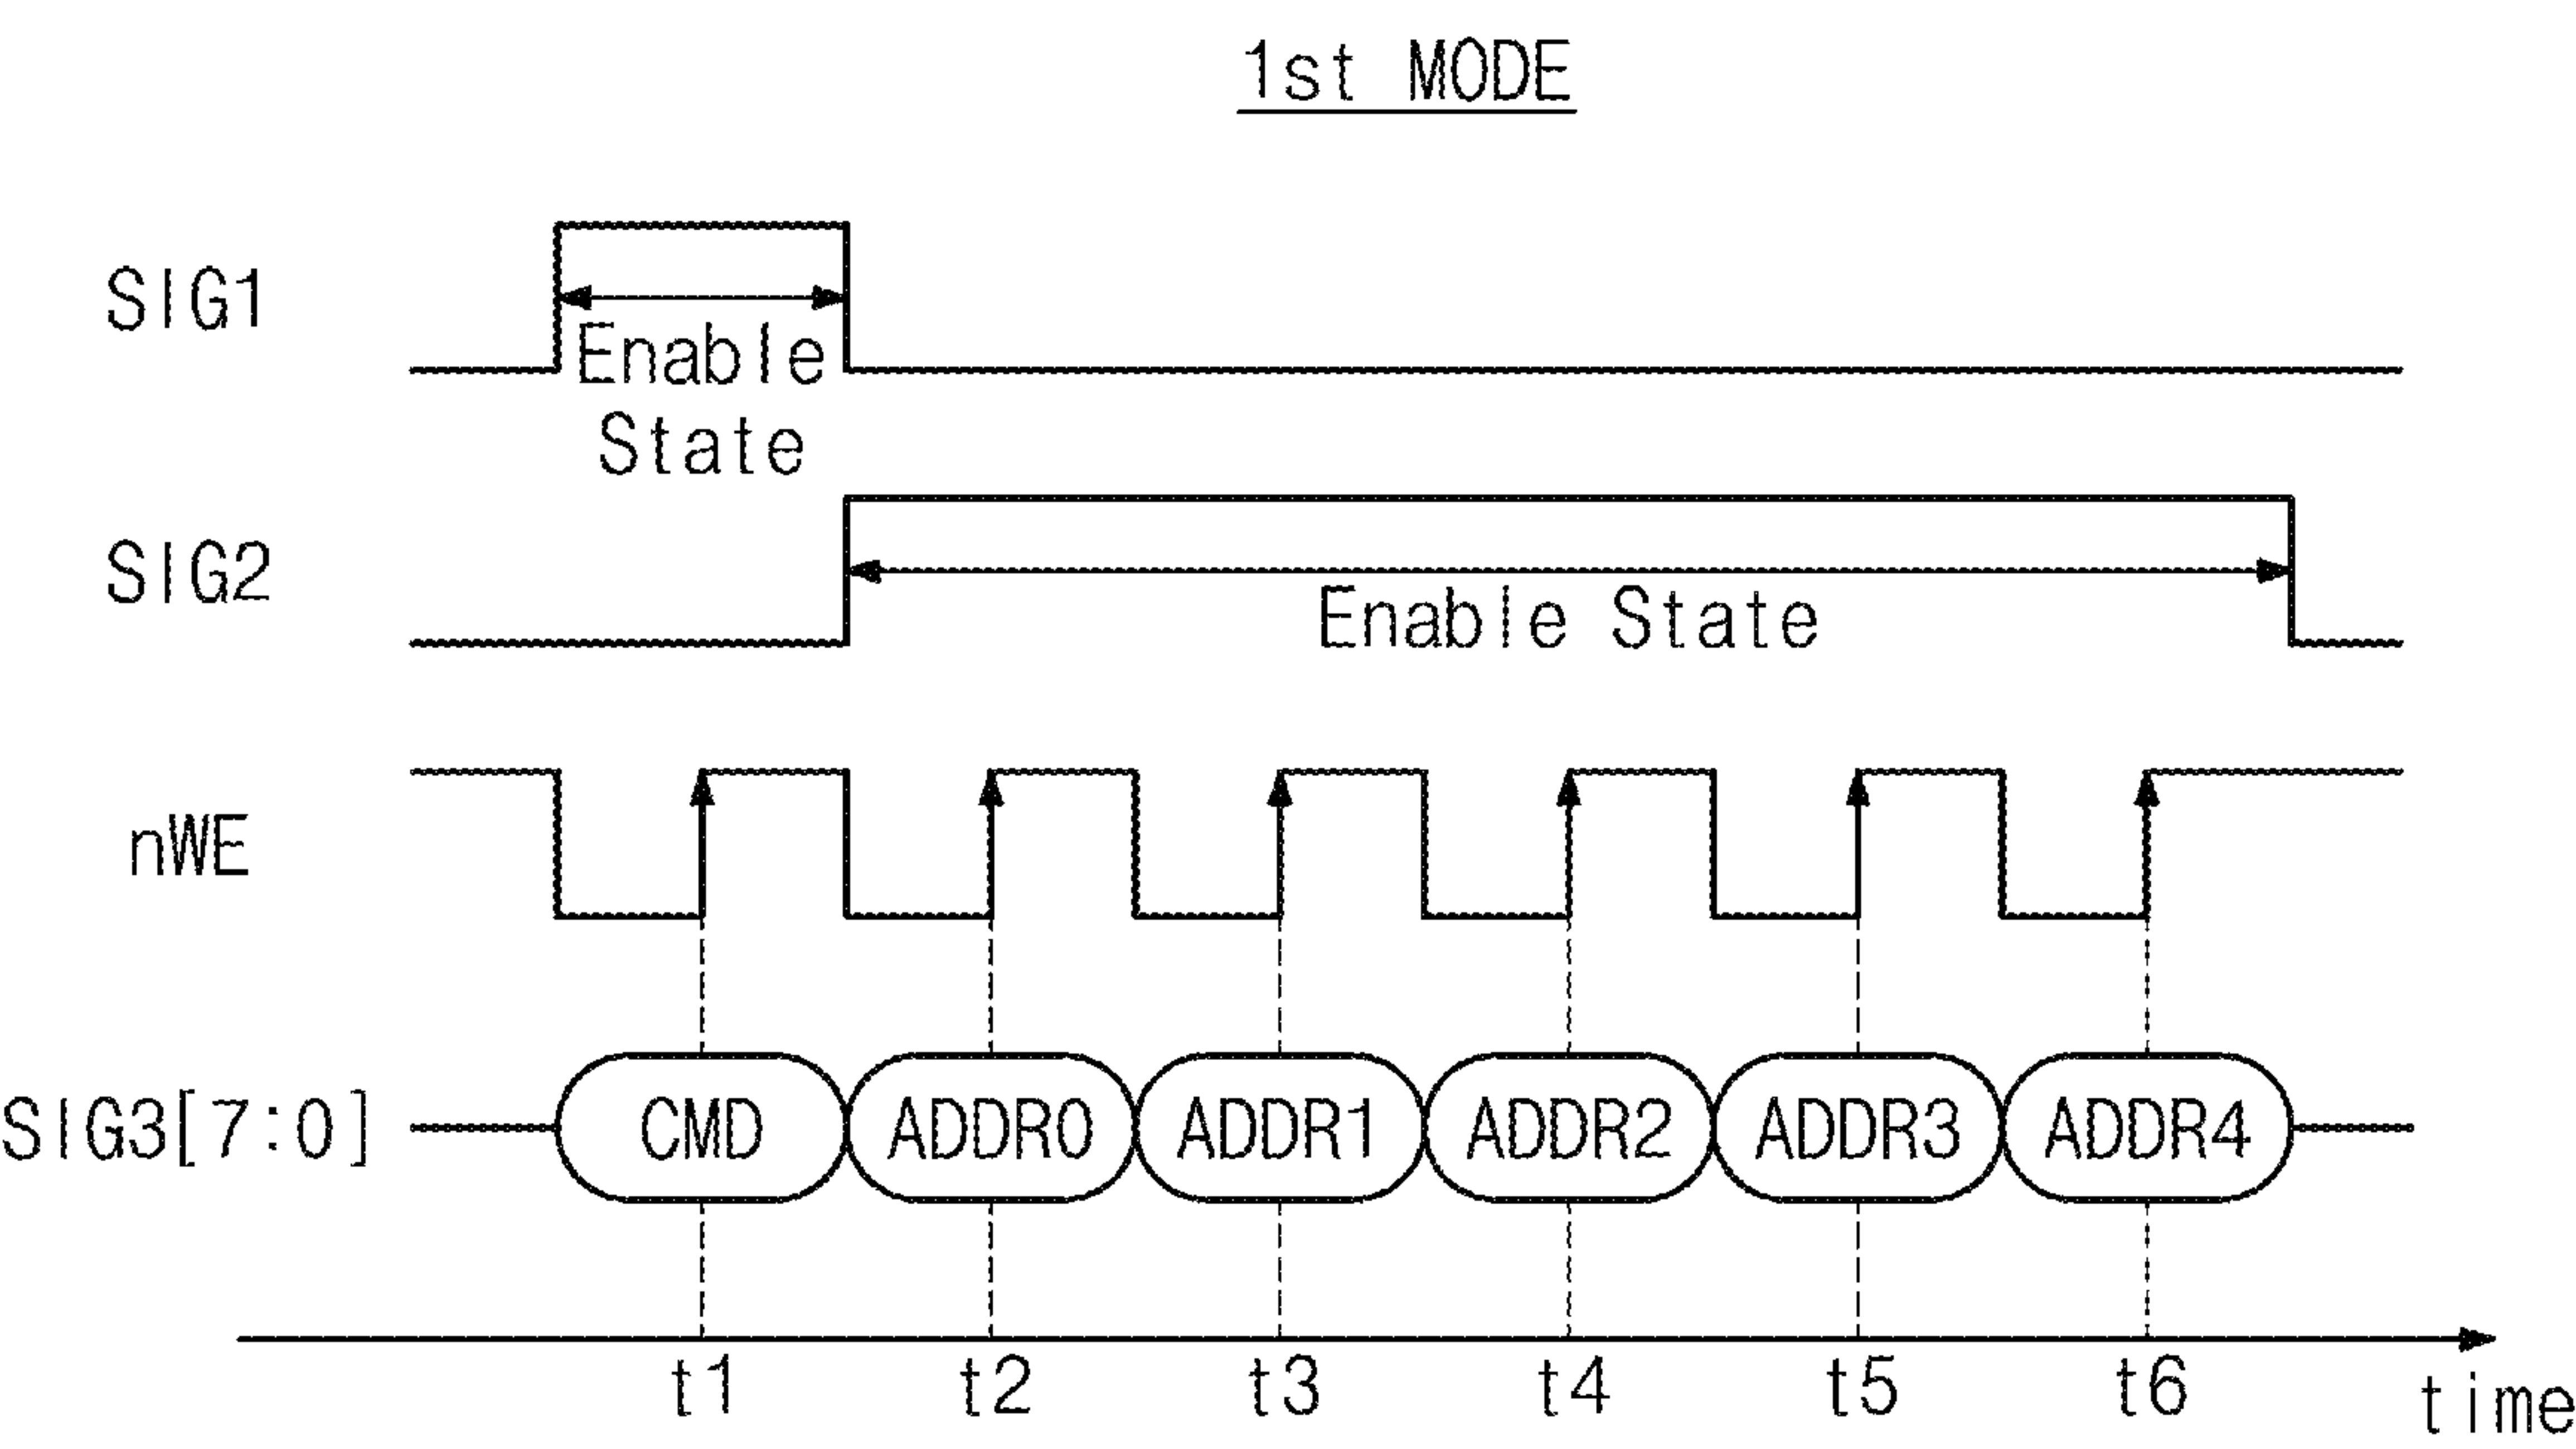 1st MODE
SIG1
Enable
State
SIG2
Enable State
nWE
SIG3[7:0]
CMD
ADDR0
ADDR1
ADDR2
ADDR3
ADDR4
t1
t2
t3
t4
t5
t6
time